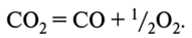 CO₂ = CO + ¹/₂O₂.